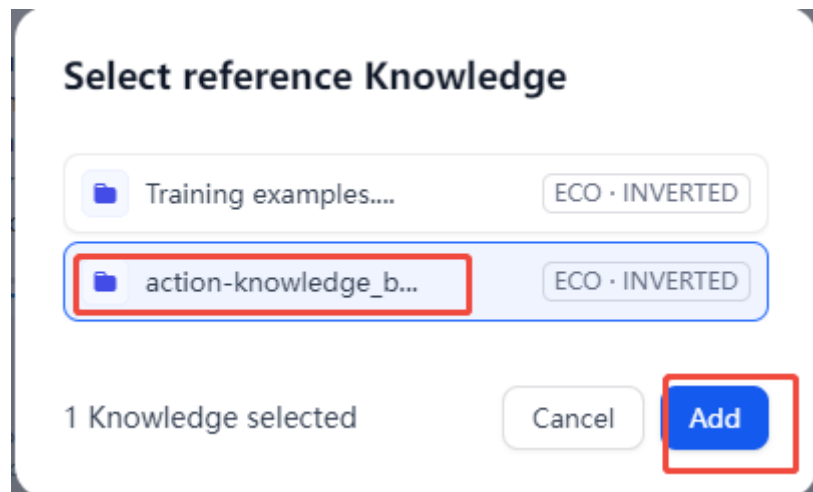 Select reference Knowledge
Training examples.... ECO · INVERTED
action-knowledge_b... ECO · INVERTED
1 Knowledge selected Cancel Add